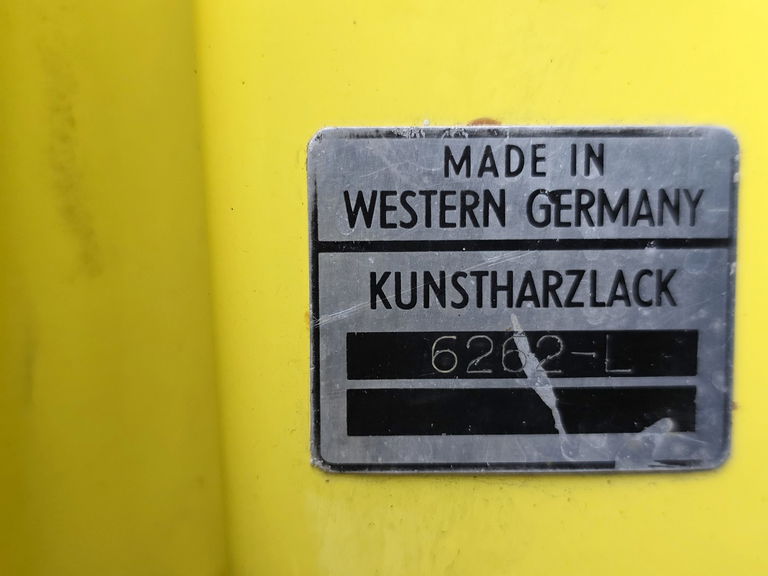 MADE IN
WESTERN GERMANY
KUNSTHARZLACK
6262-L